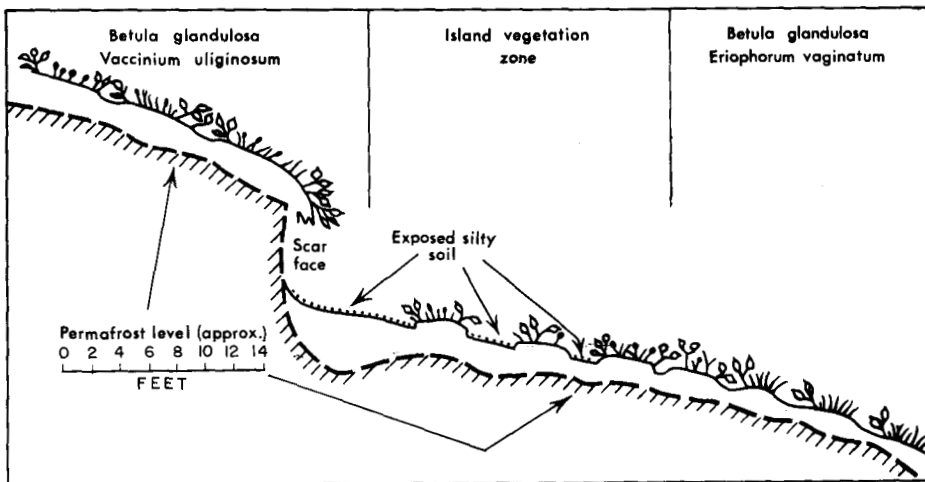 Betula glandulosa
Vaccinium uliginosum
Island vegetation
zone
Betula glandulosa
Eriophorum vaginatum
Scar
face
Exposed silty
soil
Permafrost level (approx.)
0 2 4 6 8 10 12 14
FEET